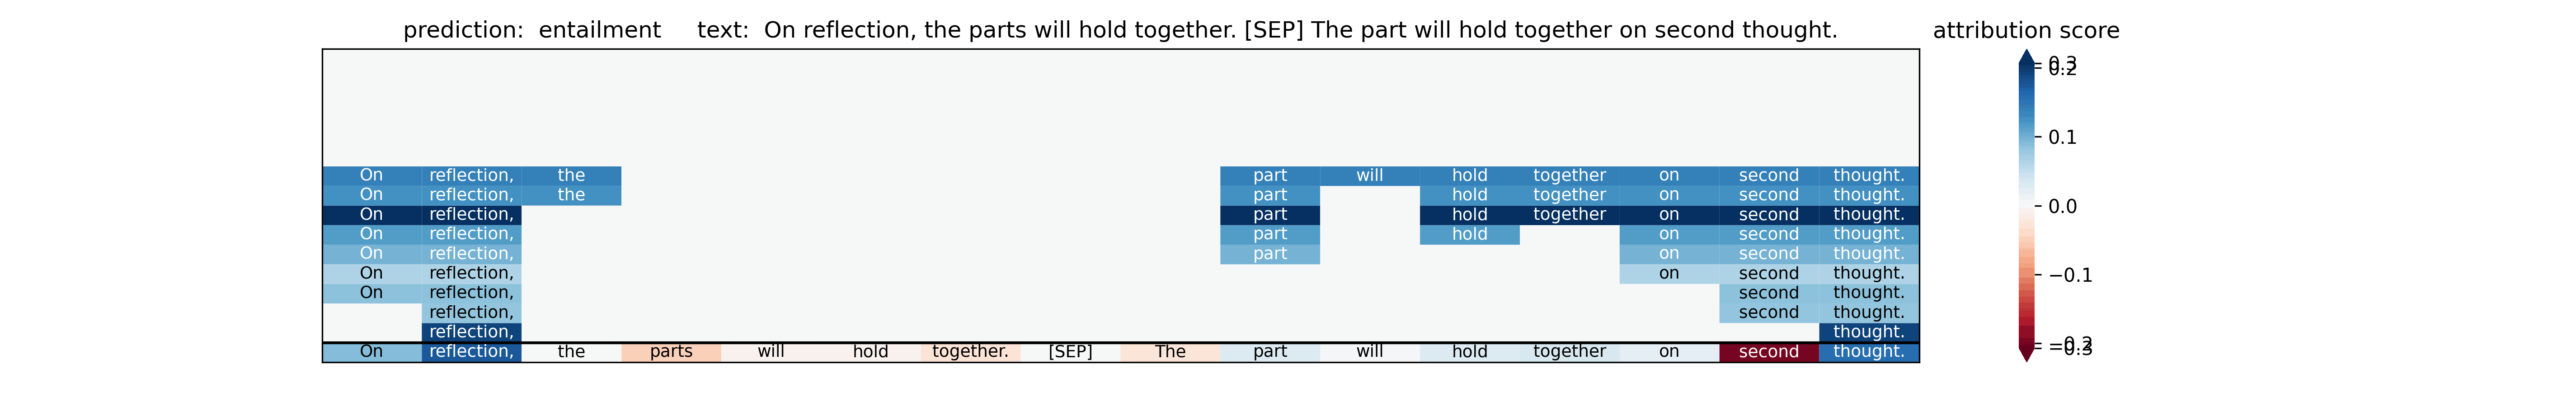 prediction: entailment text: On reflection, the parts will hold together. [SEP] The part will hold together on second thought.
attribution score
On reflection, the part will hold together on second thought.
On reflection, the part hold together on second thought.
On reflection, part hold together on second thought.
On reflection, part hold on second thought.
On reflection, part on second thought.
On reflection, on second thought.
On reflection, second thought.
reflection, second thought.
reflection, thought.
On reflection, the parts will hold together. [SEP] The part will hold together on second thought.
0.3
0.2
0.1
0.0
−0.1
−0.2
−0.3